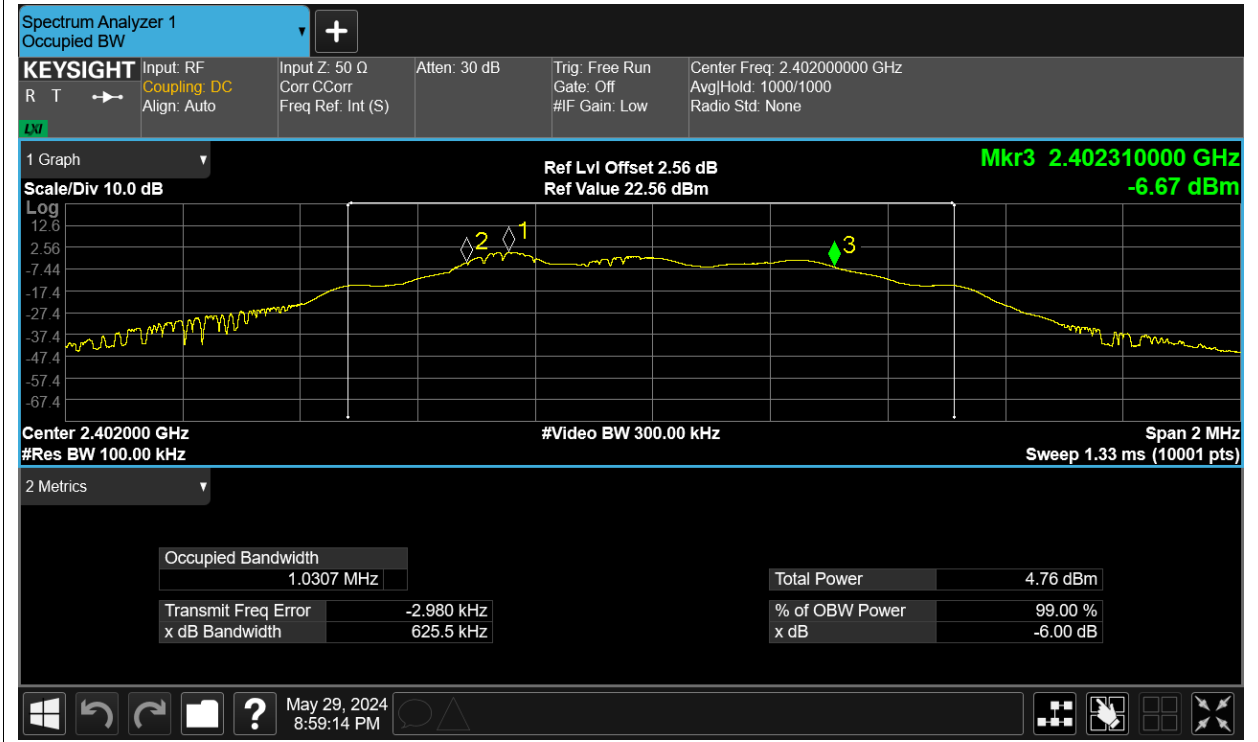 Spectrum Analyzer 1
Occupied BW
KEYSIGHT
R T
LXI
Input: RF
Coupling: DC
Align: Auto
Input Z: 50 Ω
Corr CCorr
Freq Ref: Int (S)
Atten: 30 dB
Trig: Free Run
Gate: Off
#IF Gain: Low
Center Freq: 2.402000000 GHz
Avg|Hold: 1000/1000
Radio Std: None
1 Graph
Scale/Div 10.0 dB
Ref Lvl Offset 2.56 dB
Ref Value 22.56 dBm
Mkr3 2.402310000 GHz
-6.67 dBm
Log
12.6
2.56
-7.44
-17.4
-27.4
-37.4
-47.4
-57.4
-67.4
2
1
3
Center 2.402000 GHz
#Res BW 100.00 kHz
#Video BW 300.00 kHz
Span 2 MHz
Sweep 1.33 ms (10001 pts)
2 Metrics
Occupied Bandwidth
1.0307 MHz
Transmit Freq Error -2.980 kHz
x dB Bandwidth 625.5 kHz
Total Power 4.76 dBm
% of OBW Power 99.00 %
x dB -6.00 dB
?
May 29, 2024
8:59:14 PM